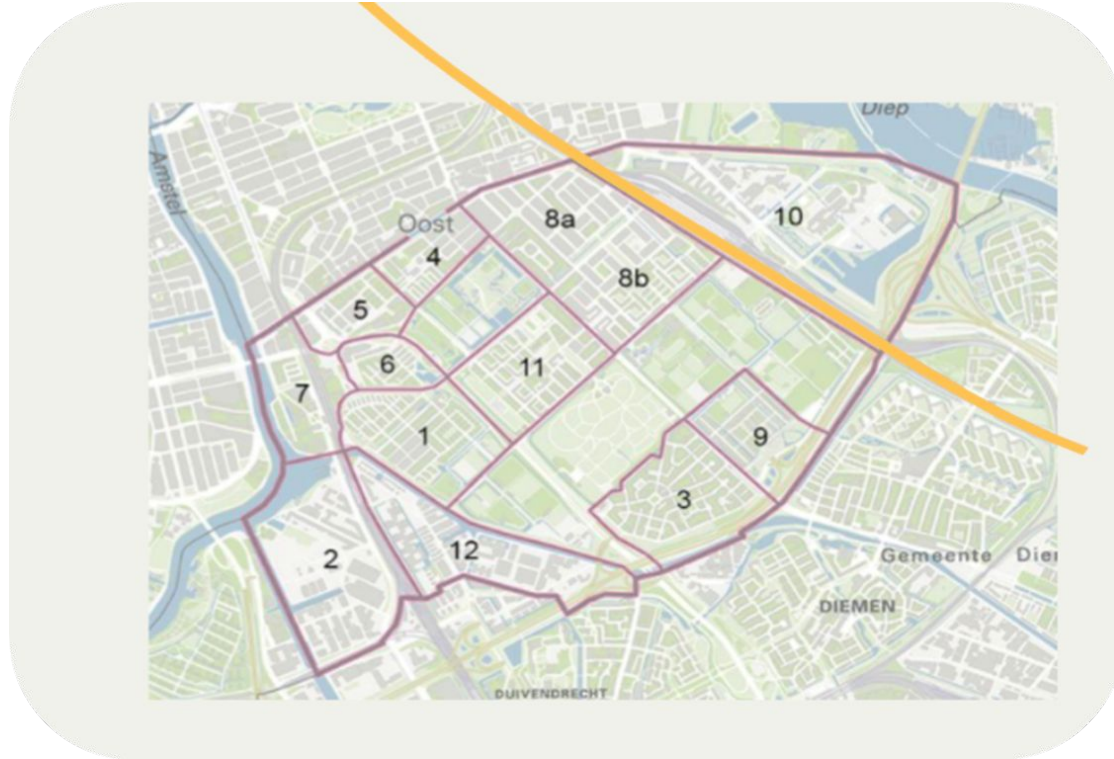 Diep
Amstel
10
8a
Oost
4
8b
5
6
11
7
1
9
3
12
2
Gemeente Dier
DIEMEN
DUIVENDRECHT